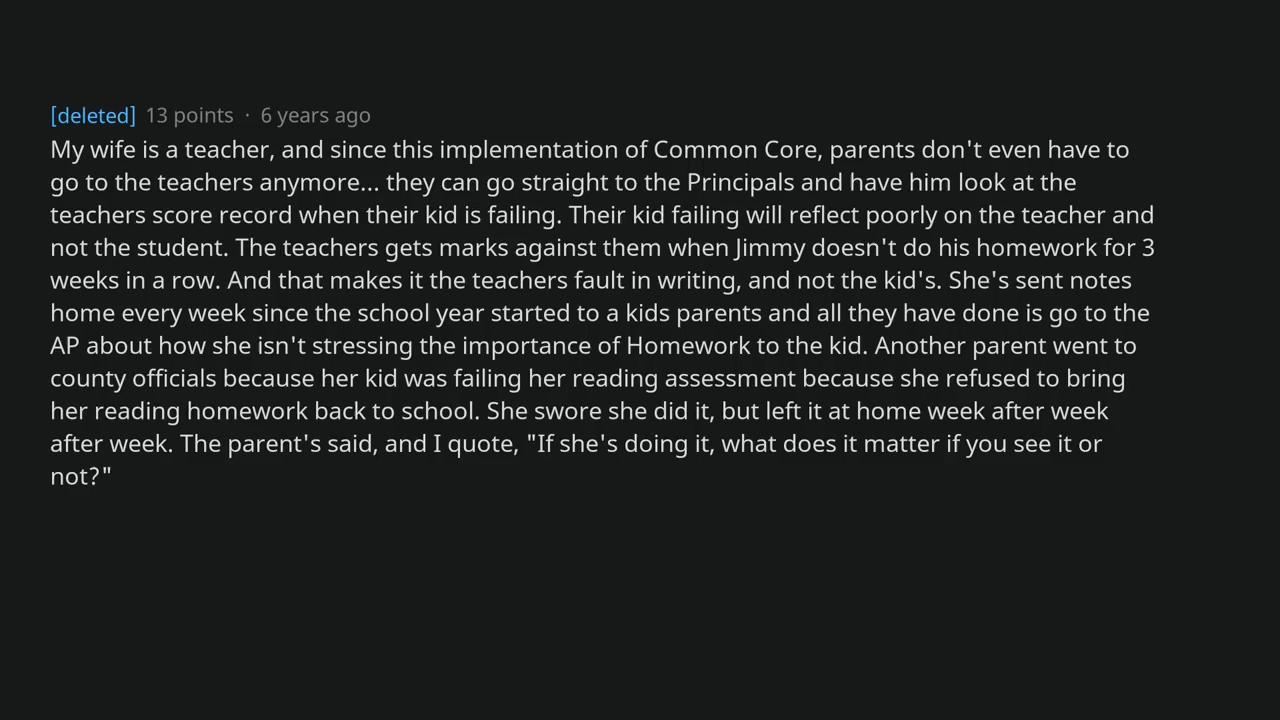 [deleted] 13 points · 6 years ago
My wife is a teacher, and since this implementation of Common Core, parents don't even have to
go to the teachers anymore... they can go straight to the Principals and have him look at the
teachers score record when their kid is failing. Their kid failing will reflect poorly on the teacher and
not the student. The teachers gets marks against them when Jimmy doesn't do his homework for 3
weeks in a row. And that makes it the teachers fault in writing, and not the kid's. She's sent notes
home every week since the school year started to a kids parents and all they have done is go to the
AP about how she isn't stressing the importance of Homework to the kid. Another parent went to
county officials because her kid was failing her reading assessment because she refused to bring
her reading homework back to school. She swore she did it, but left it at home week after week
after week. The parent's said, and I quote, "If she's doing it, what does it matter if you see it or
not?"